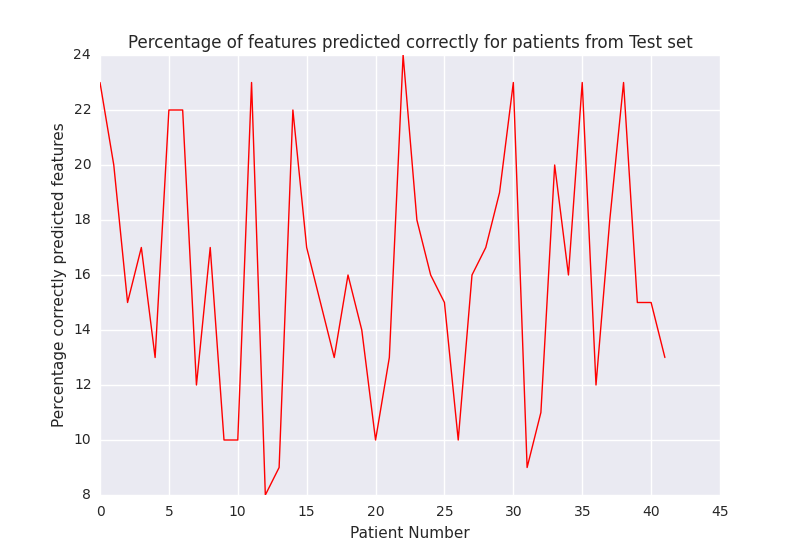 Percentage of features predicted correctly for patients from Test set
24
22
20
18
16
14
12
10
8
Percentage correctly predicted features
0 5 10 15 20 25 30 35 40 45
Patient Number